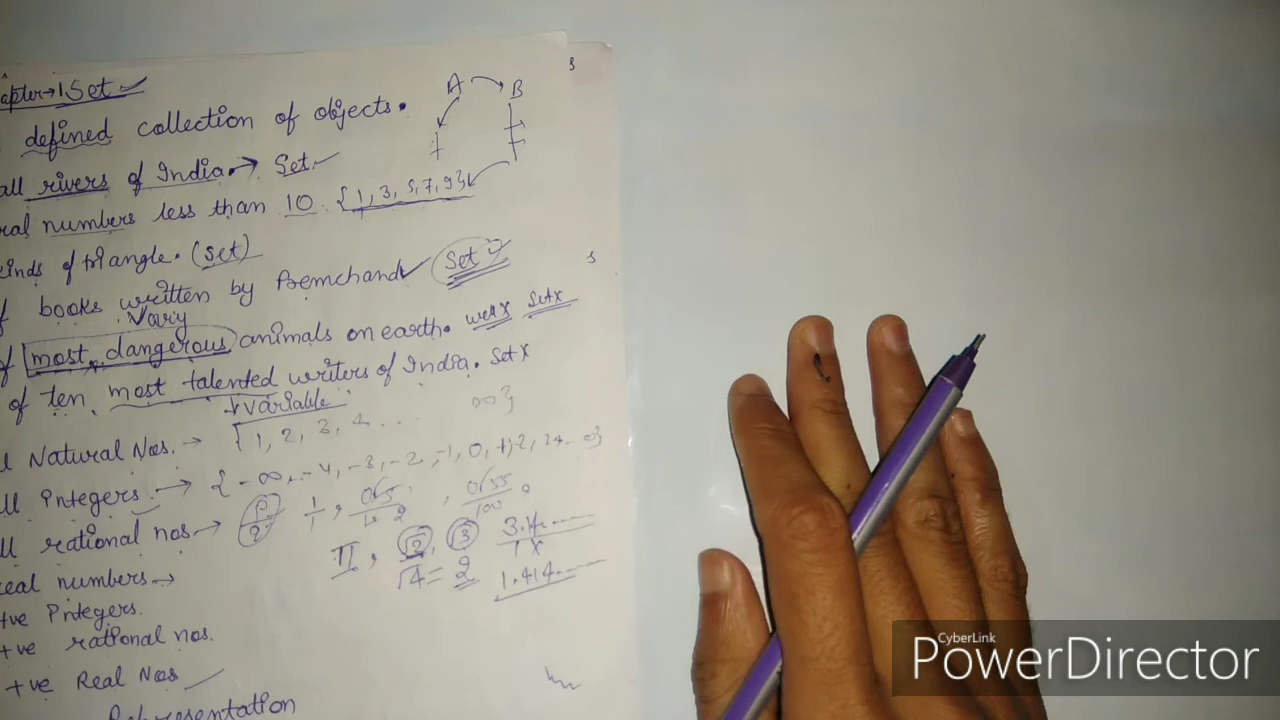 apter→1 Set
A B
defined collection of objects.
all rivers of India. → Set
ral numbers less than 10 {1, 3, 5, 7, 9}
inds of triangle. (Set)
f books written by Premchand Set
Vary
of most dangerous animals on earth. well X Set X
of ten most talented writers of India. Set X
variable
l Natural Nos. → {1, 2, 3, 4 ... ∞}
ll Integers → {-∞...-4, -3, -2, -1, 0, +1, 2, 3 ... ∞}
ll rational nos → p/q 1/1,
π, √2, √3 3.14......
eal numbers → √4 = 2 1.414......
+ve Integers.
+ve rational nos.
+ve Real Nos
Representation
CyberLink
PowerDirector